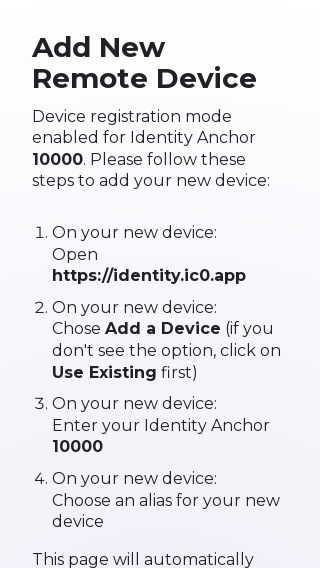 Add New
Remote Device
Device registration mode
enabled for Identity Anchor
10000. Please follow these
steps to add your new device:
1. On your new device:
Open
https://identity.ic0.app
2. On your new device:
Chose Add a Device (if you
don't see the option, click on
Use Existing first)
3. On your new device:
Enter your Identity Anchor
10000
4. On your new device:
Choose an alias for your new
device
This page will automatically